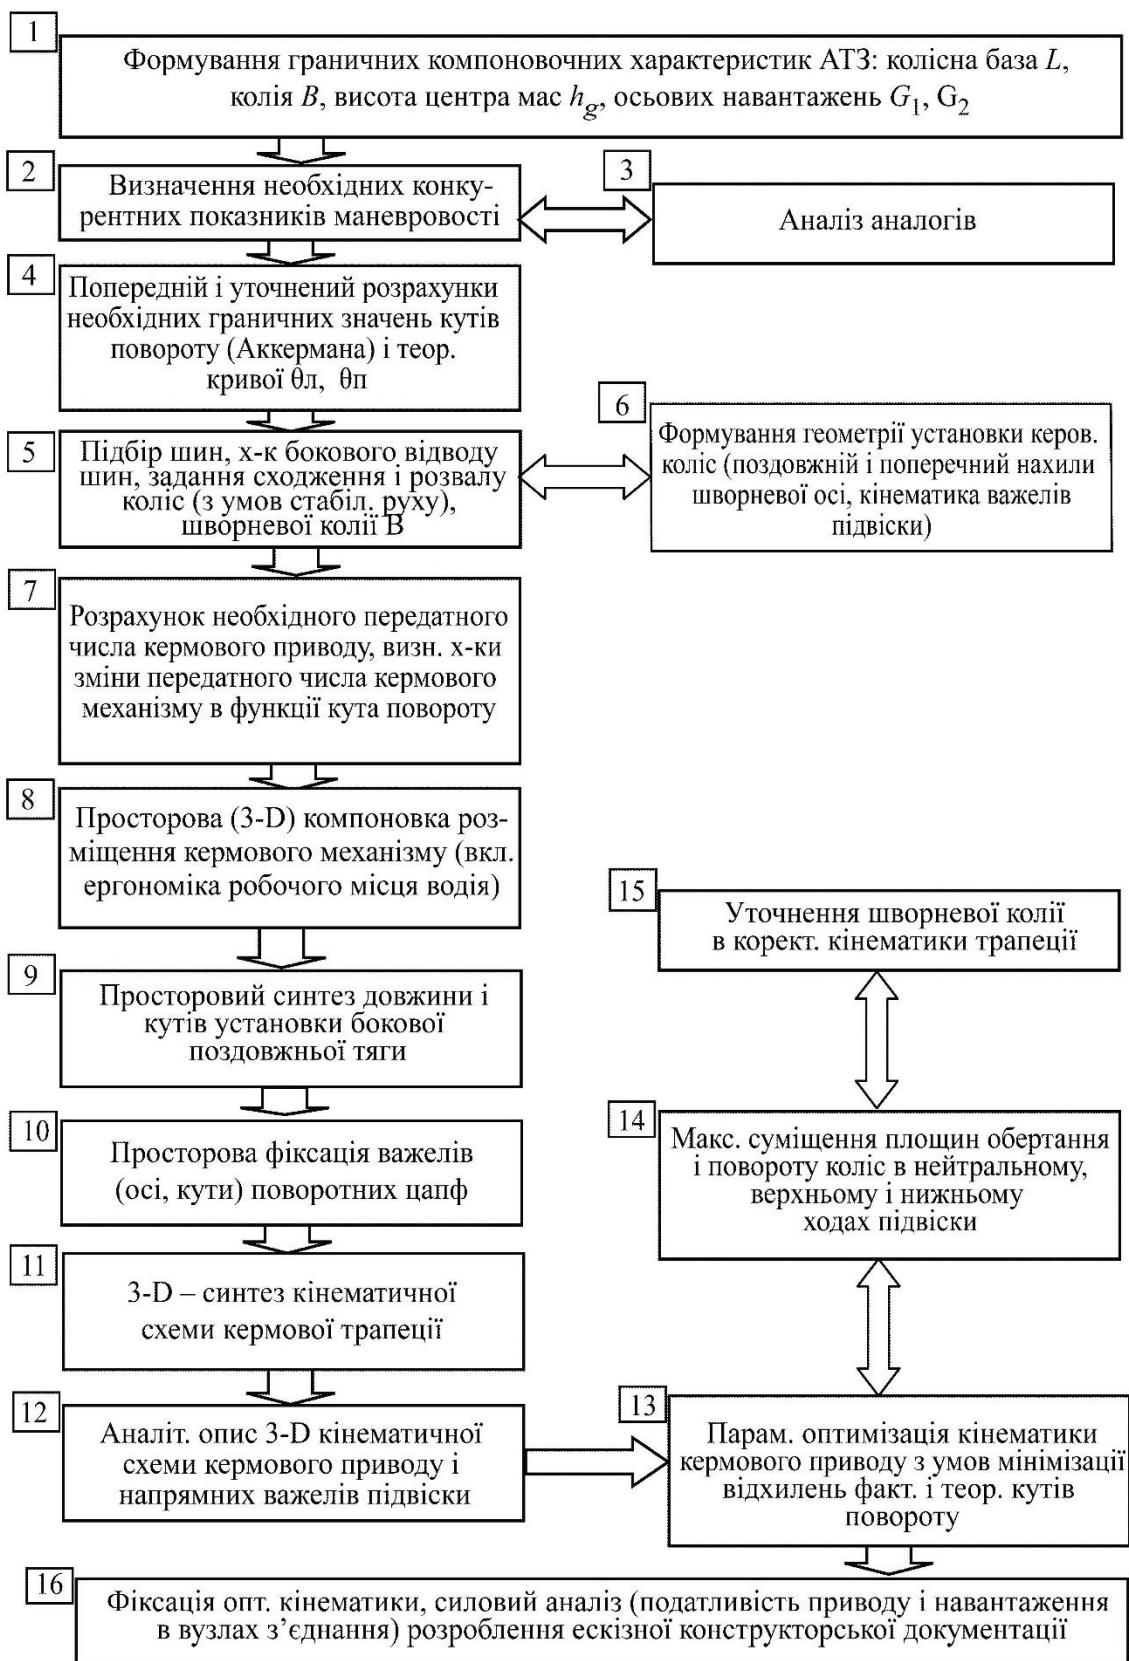 1
Формування граничних компоновочних характеристик АТЗ: колісна база L,
колія B, висота центра мас hg, осьових навантажень G1, G2
2
Визначення необхідних конку-
рентних показників маневровості
3
Аналіз аналогів
4
Попередній і уточнений розрахунки
необхідних граничних значень кутів
повороту (Аккермана) і теор.
кривої θл, θп
5
Підбір шин, х-к бокового відводу
шин, задання сходження і розвалу
коліс (з умов стабіл. руху),
шворневої колії В
6
Формування геометрії установки керов.
коліс (поздовжній і поперечний нахили
шворневої осі, кінематика важелів
підвіски)
7
Розрахунок необхідного передатного
числа кермового приводу, визн. х-ки
зміни передатного числа кермового
механізму в функції кута повороту
8
Просторова (3-D) компоновка роз-
міщення кермового механізму (вкл.
ергономіка робочого місця водія)
9
Просторовий синтез довжини і
кутів установки бокової
поздовжньої тяги
10
Просторова фіксація важелів
(осі, кути) поворотних цапф
11
3-D – синтез кінематичної
схеми кермової трапеції
12
Аналіт. опис 3-D кінематичної
схеми кермового приводу і
напрямних важелів підвіски
13
Парам. оптимізація кінематики
кермового приводу з умов мінімізації
відхилень факт. і теор. кутів
повороту
14
Макс. суміщення площин обертання
і повороту коліс в нейтральному,
верхньому і нижньому
ходах підвіски
15
Уточнення шворневої колії
в корект. кінематики трапеції
16
Фіксація опт. кінематики, силовий аналіз (податливість приводу і навантаження
в вузлах з’єднання) розроблення ескізної конструкторської документації